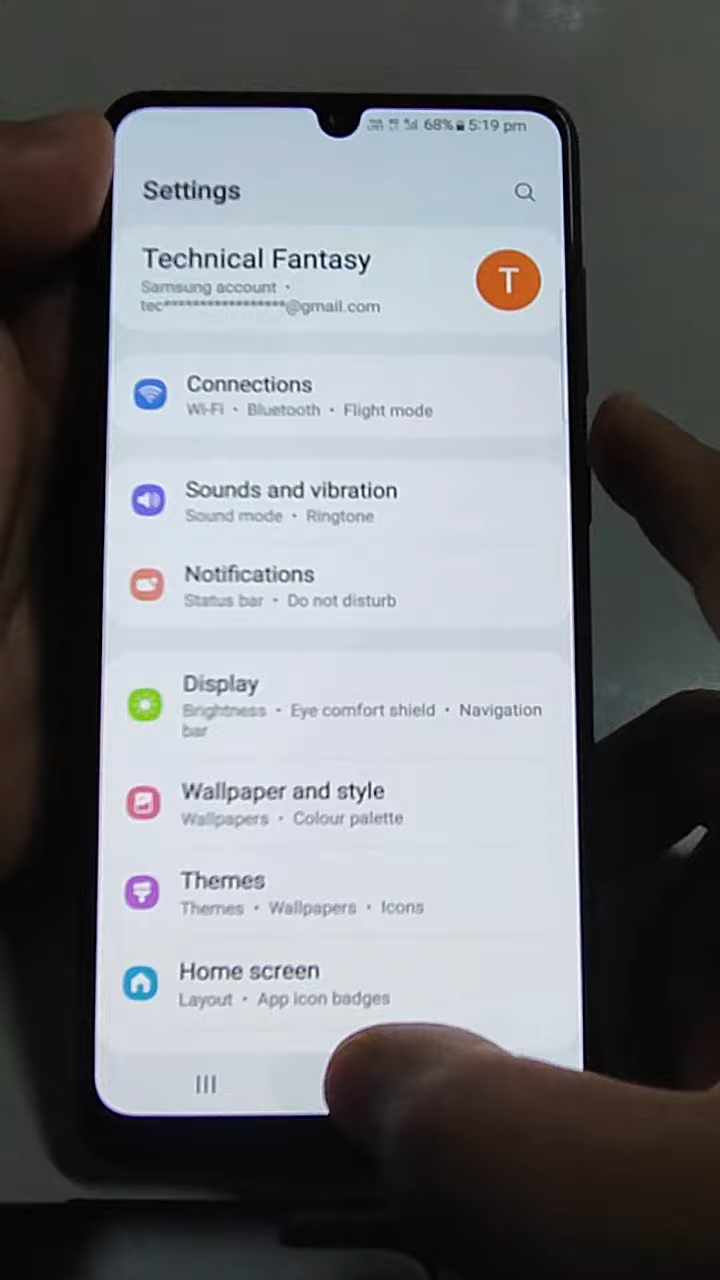 68% 5:19 pm
Settings
Technical Fantasy
Samsung account •
tec******************@gmail.com
T
Connections
Wi-Fi • Bluetooth • Flight mode
Sounds and vibration
Sound mode • Ringtone
Notifications
Status bar • Do not disturb
Display
Brightness • Eye comfort shield • Navigation
bar
Wallpaper and style
Wallpapers • Colour palette
Themes
Themes • Wallpapers • Icons
Home screen
Layout • App icon badges